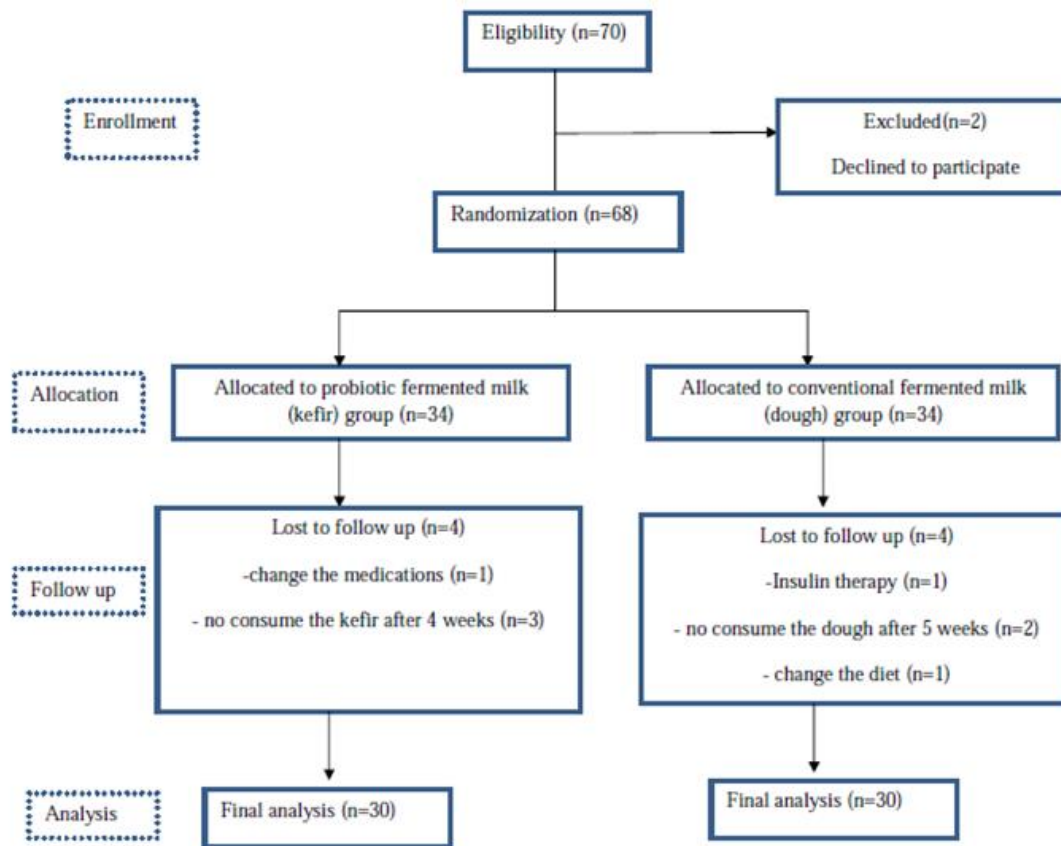 Eligibility (n=70)
Enrollment
Excluded(n=2)
Declined to participate
Randomization (n=68)
Allocation
Allocated to probiotic fermented milk
(kefir) group (n=34)
Allocated to conventional fermented milk
(dough) group (n=34)
Follow up
Lost to follow up (n=4)
-change the medications (n=1)
- no consume the kefir after 4 weeks (n=3)
Lost to follow up (n=4)
-Insulin therapy (n=1)
- no consume the dough after 5 weeks (n=2)
- change the diet (n=1)
Analysis
Final analysis (n=30)
Final analysis (n=30)